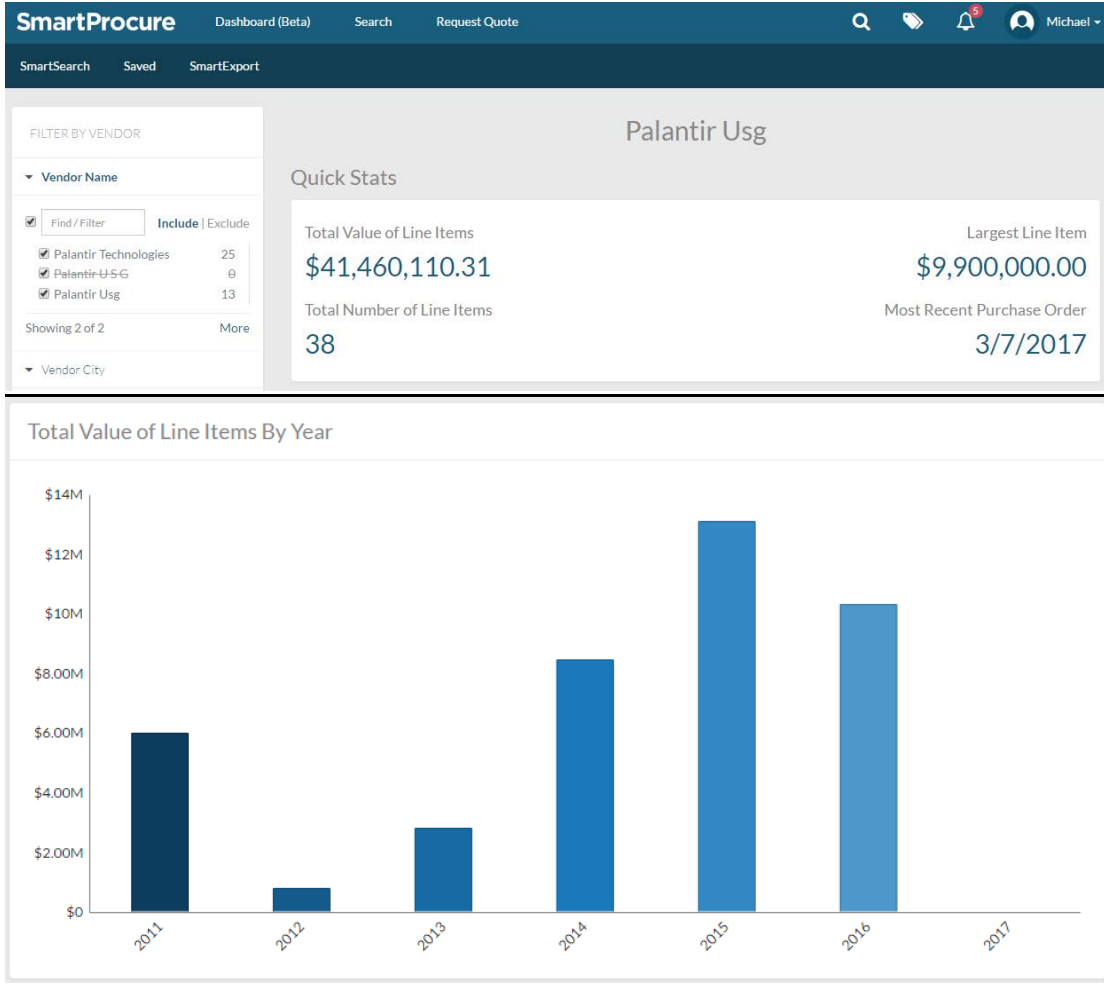 SmartProcure Dashboard (Beta) Search Request Quote 5 Michael
SmartSearch Saved SmartExport
FILTER BY VENDOR
Vendor Name
Find / Filter Include | Exclude
Palantir Technologies 25
Palantir U S G 0
Palantir Usg 13
Showing 2 of 2 More
Vendor City
Palantir Usg
Quick Stats
Total Value of Line Items Largest Line Item
$41,460,110.31 $9,900,000.00
Total Number of Line Items Most Recent Purchase Order
38 3/7/2017
Total Value of Line Items By Year
$14M
$12M
$10M
$8.00M
$6.00M
$4.00M
$2.00M
$0
2011 2012 2013 2014 2015 2016 2017